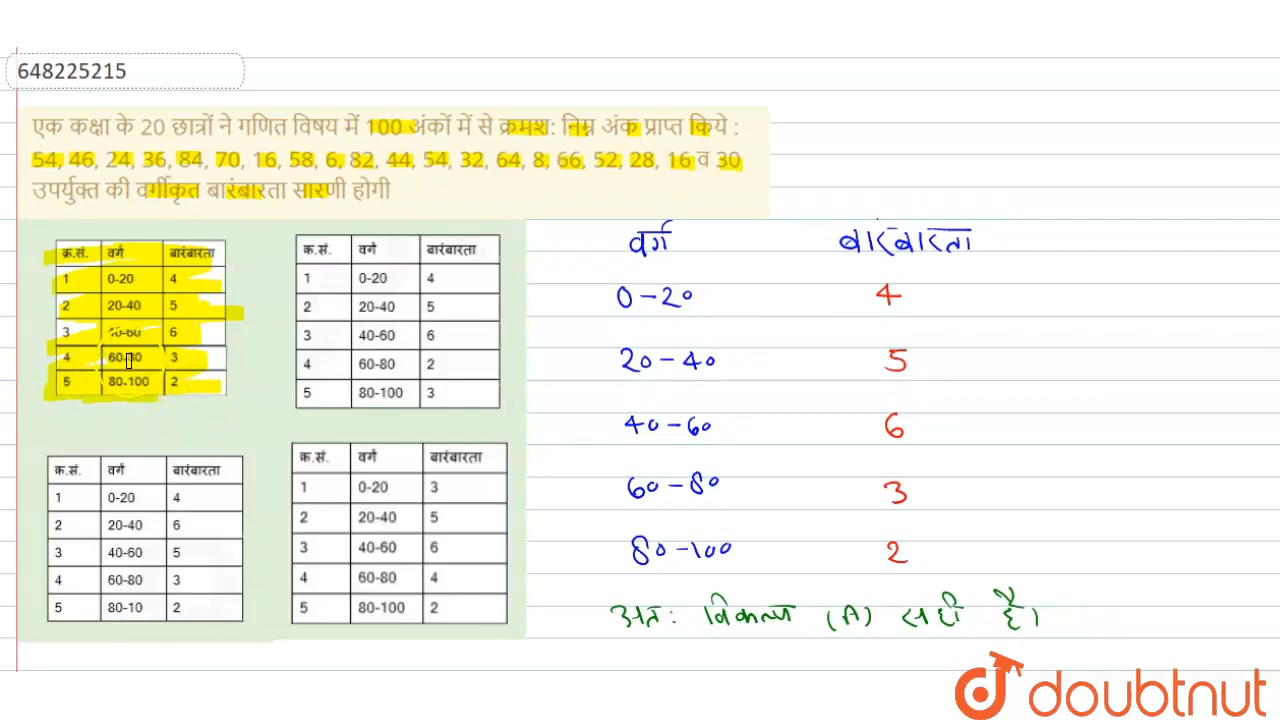 648225215
एक कक्षा के 20 छात्रों ने गणित विषय में 100 अंकों में से क्रमश: निम्न अंक प्राप्त किये :
54, 46, 24, 36, 84, 70, 16, 58, 6, 82, 44, 54, 32, 64, 8, 66, 52, 28, 16 व 30
उपर्युक्त की वर्गीकृत बारंबारता सारणी होगी
क्र.सं. वर्ग बारंबारता
1 0-20 4
2 20-40 5
3 40-60 6
4 60-80 3
5 80-100 2
क.सं. वर्ग बारंबारता
1 0-20 4
2 20-40 5
3 40-60 6
4 60-80 2
5 80-100 3
क.सं. वर्ग बारंबारता
1 0-20 4
2 20-40 6
3 40-60 5
4 60-80 3
5 80-10 2
क.सं. वर्ग बारंबारता
1 0-20 3
2 20-40 5
3 40-60 6
4 60-80 4
5 80-100 2
वर्ग बारंबारता
0-20 4
20-40 5
40-60 6
60-80 3
80-100 2
अत: विकल्प (A) सही है।
doubtnut